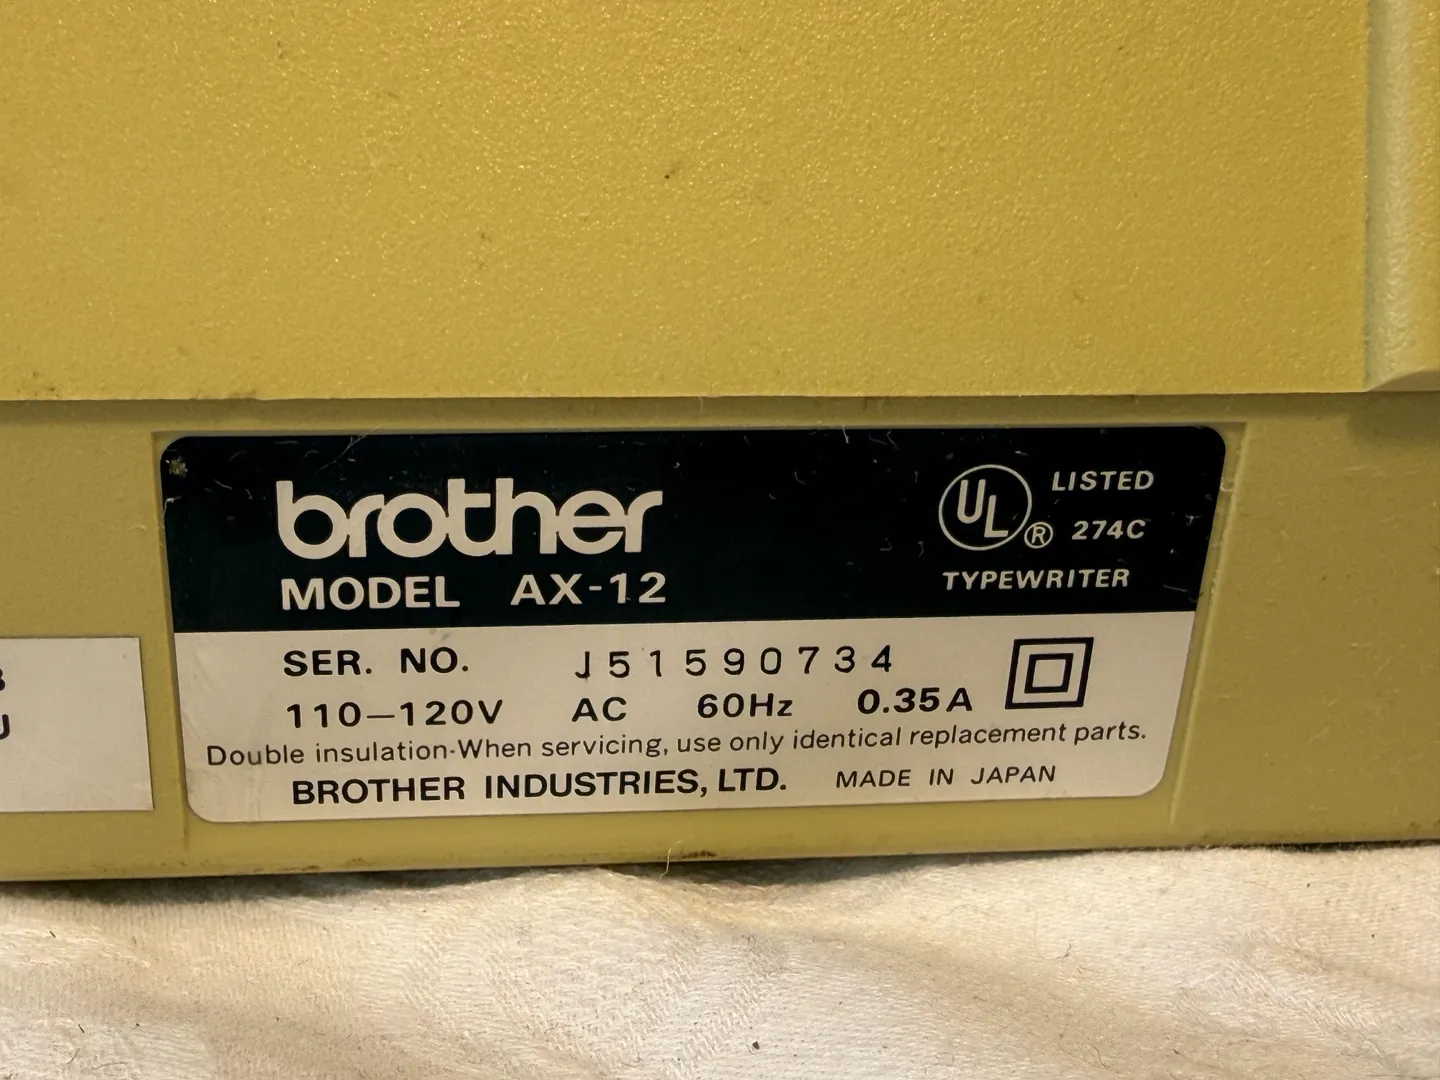 brother
MODEL AX-12
UL ® LISTED
274C
TYPEWRITER
SER. NO. J51590734
110—120V AC 60Hz 0.35A
Double insulation-When servicing, use only identical replacement parts.
BROTHER INDUSTRIES, LTD. MADE IN JAPAN